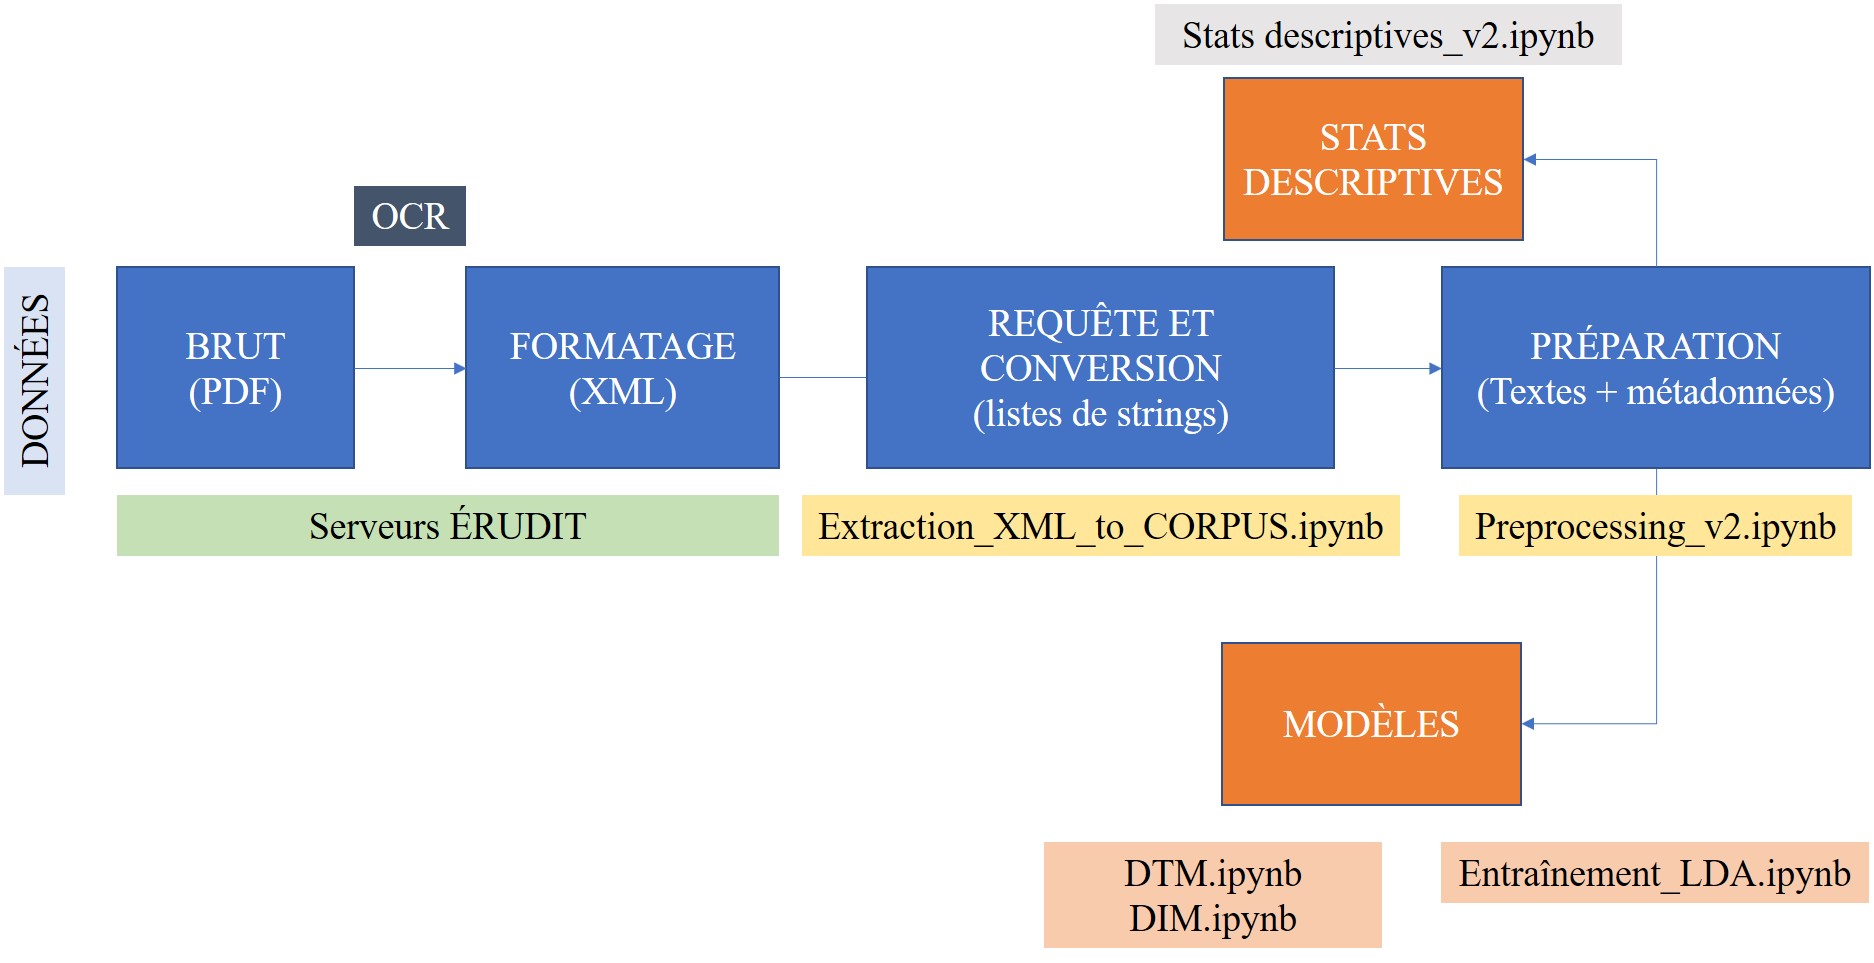 Stats descriptives_v2.ipynb
STATS
DESCRIPTIVES
OCR
DONNÉES
BRUT
(PDF)
FORMATAGE
(XML)
REQUÊTE ET
CONVERSION
(listes de strings)
PRÉPARATION
(Textes + métadonnées)
Serveurs ÉRUDIT
Extraction_XML_to_CORPUS.ipynb
Preprocessing_v2.ipynb
MODÈLES
DTM.ipynb
DIM.ipynb
Entraînement_LDA.ipynb